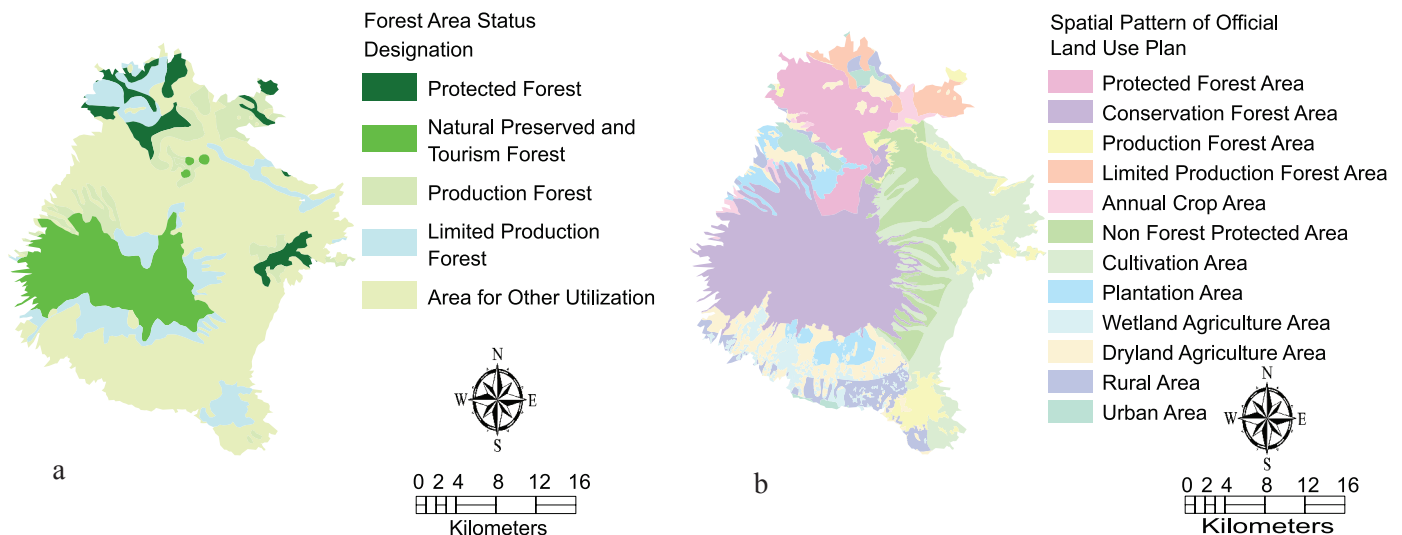 Forest Area Status
Designation
Protected Forest
Natural Preserved and
Tourism Forest
Production Forest
Limited Production
Forest
Area for Other Utilization
N
W E
S
a
0 2 4 8 12 16
Kilometers
Spatial Pattern of Official
Land Use Plan
Protected Forest Area
Conservation Forest Area
Production Forest Area
Limited Production Forest Area
Annual Crop Area
Non Forest Protected Area
Cultivation Area
Plantation Area
Wetland Agriculture Area
Dryland Agriculture Area
Rural Area
Urban Area
N
W E
S
b
0 2 4 8 12 16
Kilometers